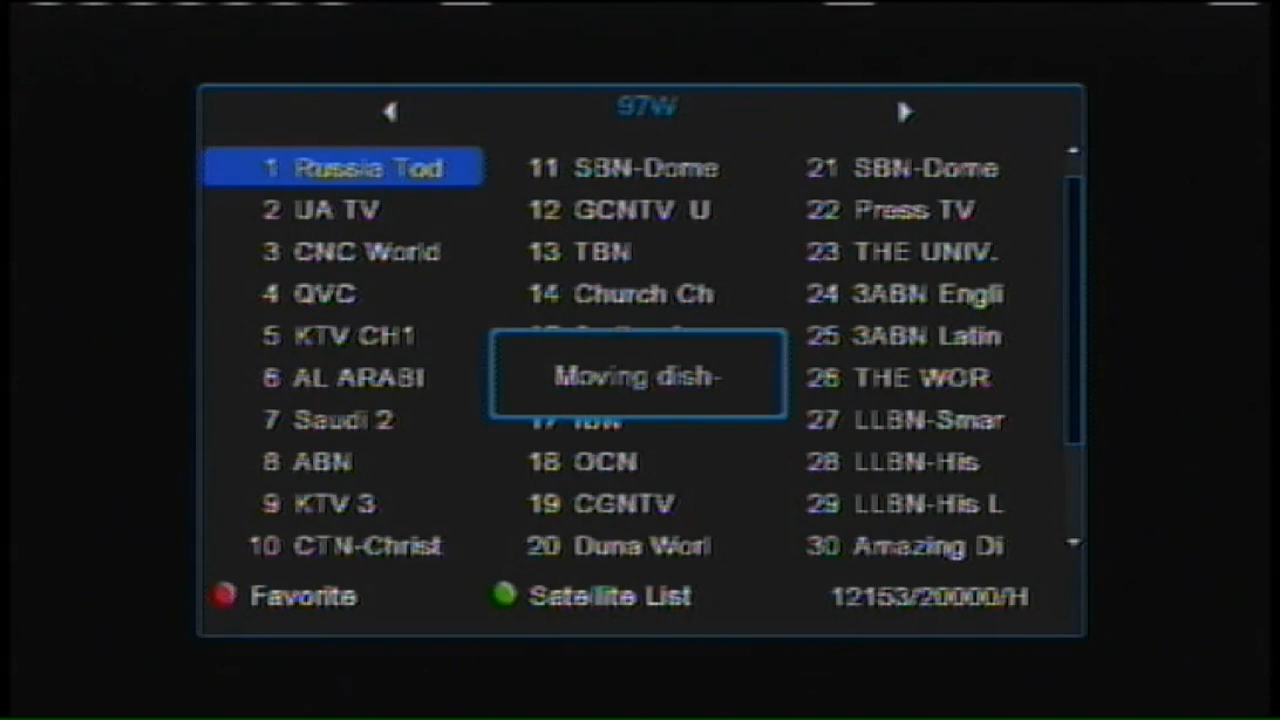 97W
1 Russia Tod
2 UA TV
3 CNC World
4 QVC
5 KTV CH1
6 AL ARABI
7 Saudi 2
8 ABN
9 KTV 3
10 CTN-Christ
11 SBN-Dome
12 GCNTV U
13 TBN
14 Church Ch
Moving dish-
18 OCN
19 CGNTV
20 Duna Worl
21 SBN-Dome
22 Press TV
23 THE UNIV.
24 3ABN Engli
25 3ABN Latin
26 THE WOR
27 LLBN-Smar
28 LLBN-His
29 LLBN-His L
30 Amazing Di
Favorite
Satellite List
12153/20000/H